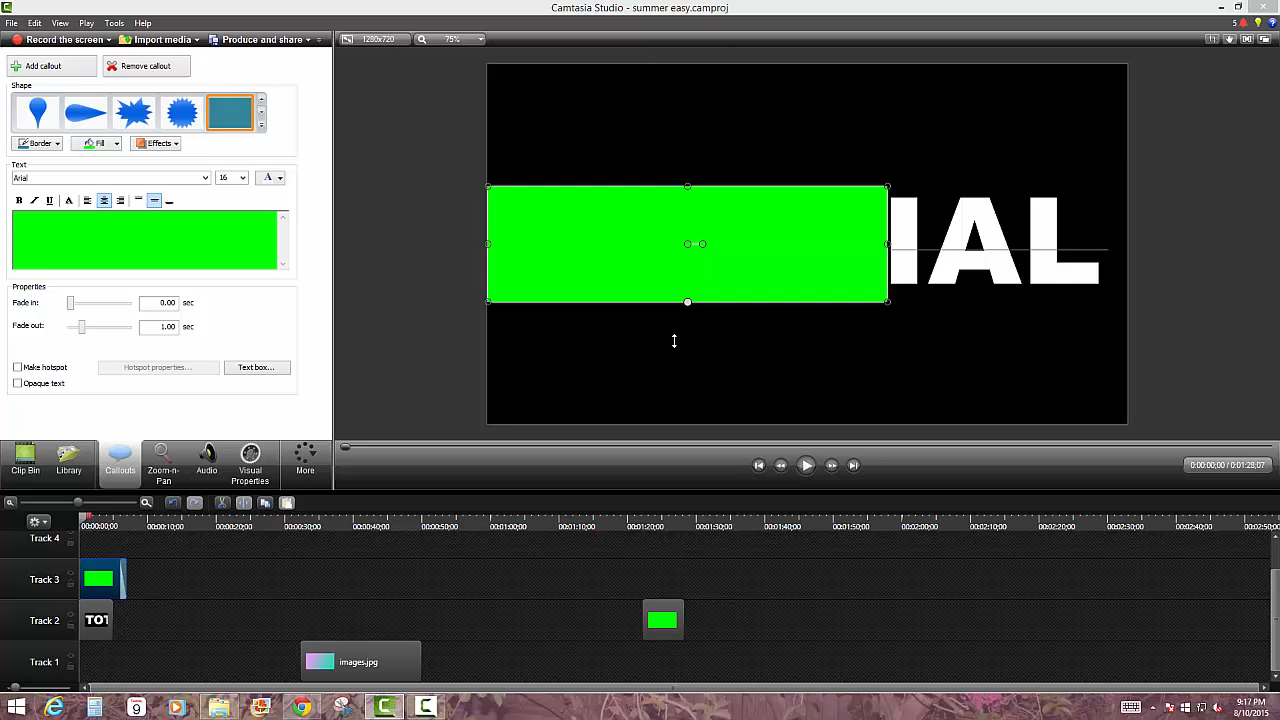 Camtasia Studio - summer easy.camproj
File Edit View Play Tools Help
5
Record the screen Import media Produce and share
1280x720 75%
Add callout Remove callout
Shape
Border Fill Effects
Text
Arial 16 A
B I U A
Properties
Fade in: 0.00 sec
Fade out: 1.00 sec
Make hotspot Hotspot properties... Text box...
Opaque text
IAL
Clip Bin Library Callouts Zoom-n-Pan Audio Visual Properties More
0:00:00;00 / 0:01:28;07
00:00:00;00 00:00:10;00 00:00:20;00 00:00:30;00 00:00:40;00 00:00:50;00 00:01:00;00 00:01:10;00 00:01:20;00 00:01:30;00 00:01:40;00 00:01:50;00 00:02:00;00 00:02:10;00 00:02:20;00 00:02:30;00 00:02:40;00 00:02:50;00
Track 4
Track 3
Track 2 TOT
Track 1 images.jpg
9
9:17 PM
8/10/2015